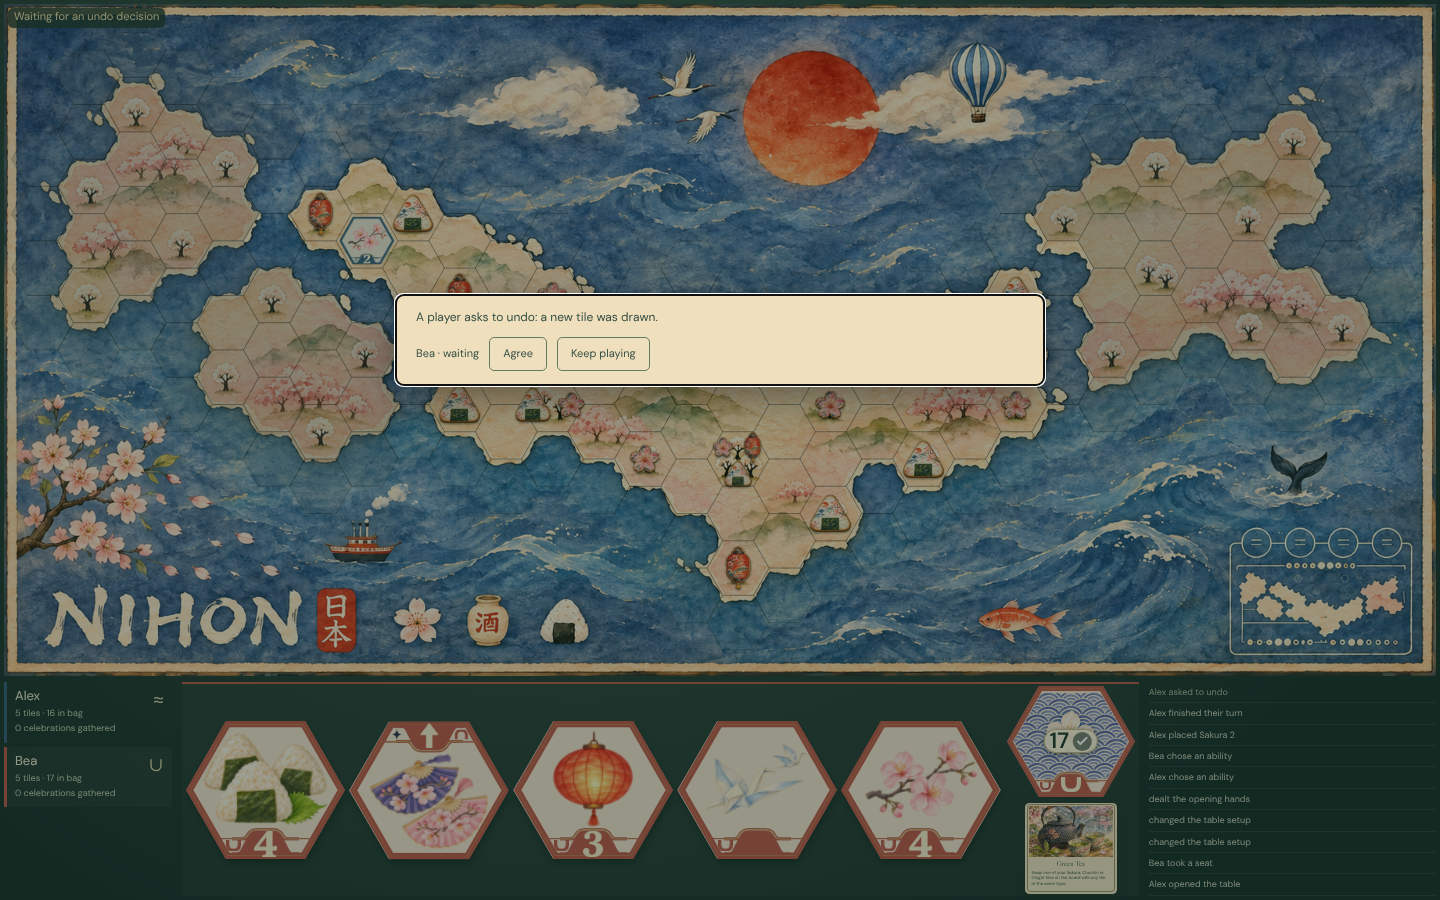 Waiting for an undo decision
2
A player asks to undo: a new tile was drawn.
Bea · waiting
Agree
Keep playing
NIHON
日本
酒
Alex
5 tiles · 16 in bag
0 celebrations gathered
Bea
5 tiles · 17 in bag
0 celebrations gathered
4
3
4
17
Green Tea
Alex asked to undo
Alex finished their turn
Alex placed Sakura 2
Bea chose an ability
Alex chose an ability
dealt the opening hands
changed the table setup
changed the table setup
Bea took a seat
Alex opened the table